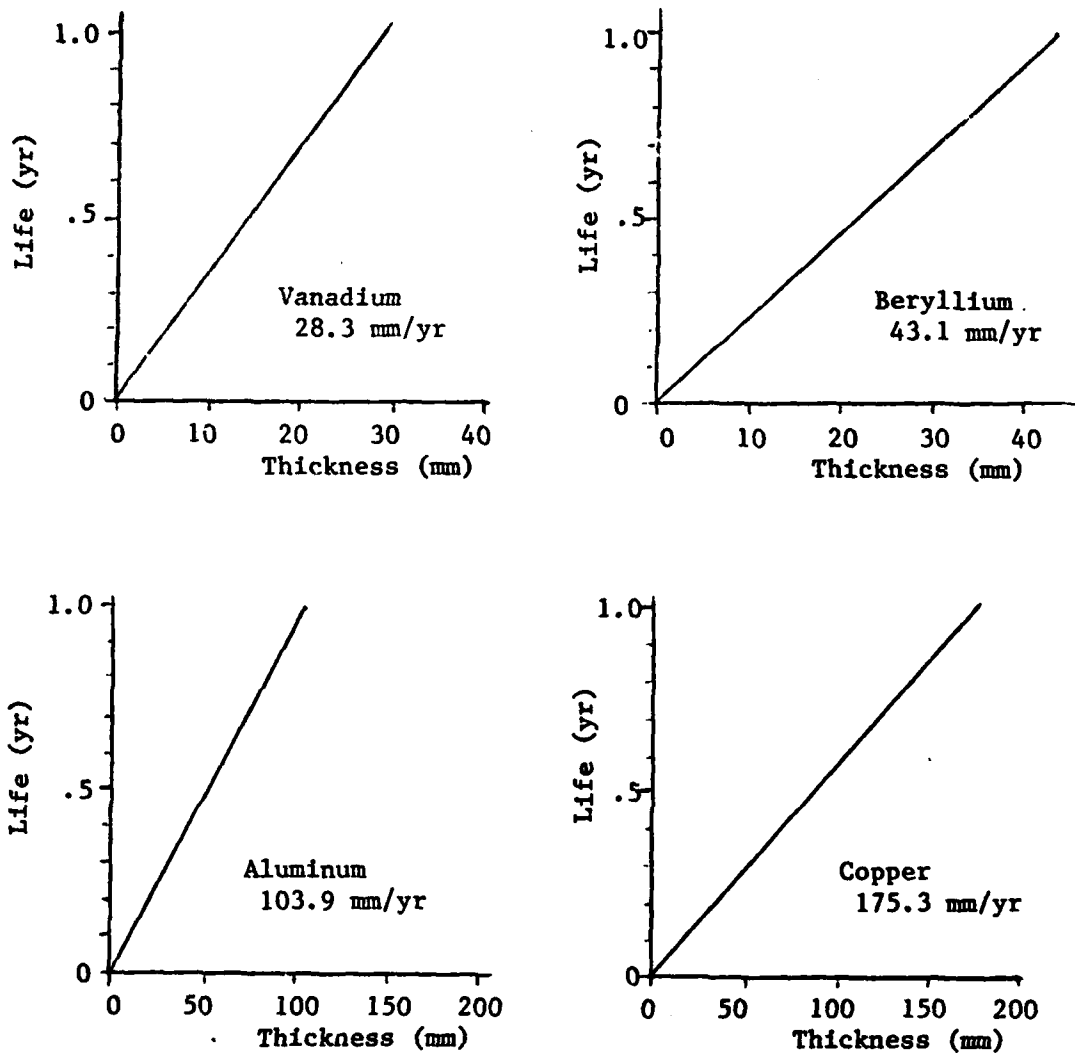 1.0
.5
0
Life (yr)
Vanadium
28.3 mm/yr
0 10 20 30 40
Thickness (mm)
1.0
.5
0
Life (yr)
Beryllium
43.1 mm/yr
0 10 20 30 40
Thickness (mm)
1.0
.5
0
Life (yr)
Aluminum
103.9 mm/yr
0 50 100 150 200
Thickness (mm)
1.0
.5
0
Life (yr)
Copper
175.3 mm/yr
0 50 100 150 200
Thickness (mm)